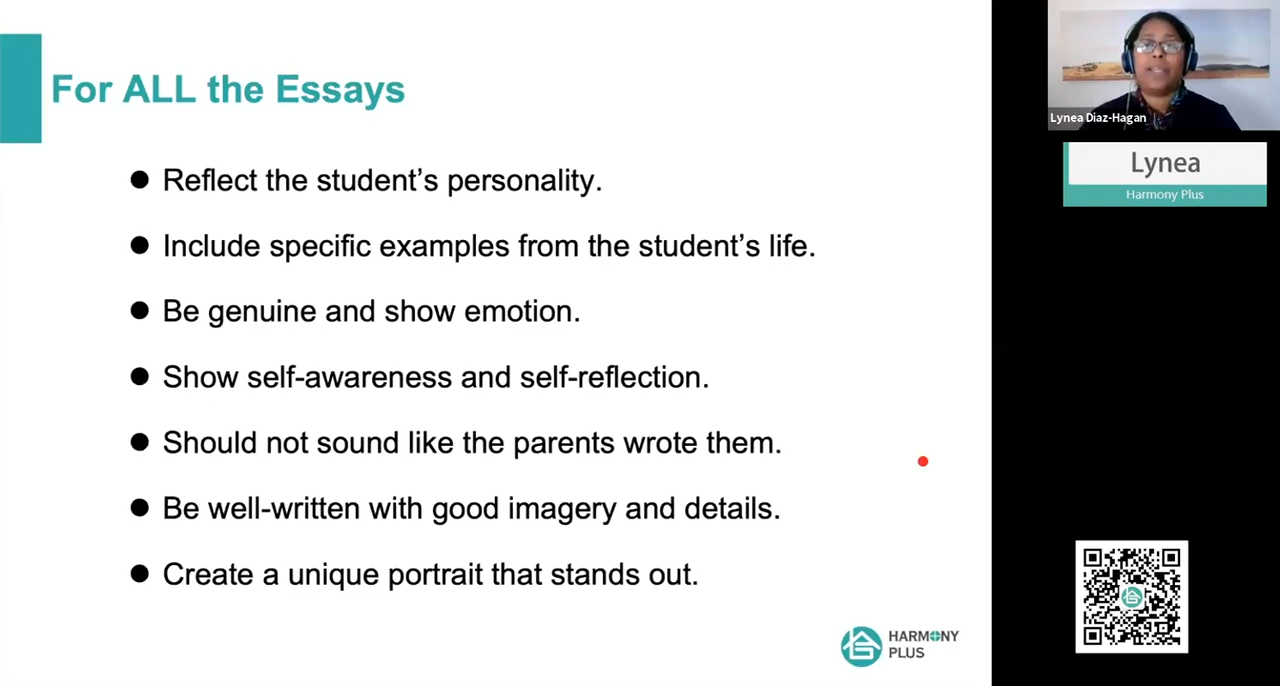 For ALL the Essays
● Reflect the student’s personality.
● Include specific examples from the student’s life.
● Be genuine and show emotion.
● Show self-awareness and self-reflection.
● Should not sound like the parents wrote them.
● Be well-written with good imagery and details.
● Create a unique portrait that stands out.
HARMONY
PLUS
Lynea Diaz-Hagan
Lynea
Harmony Plus